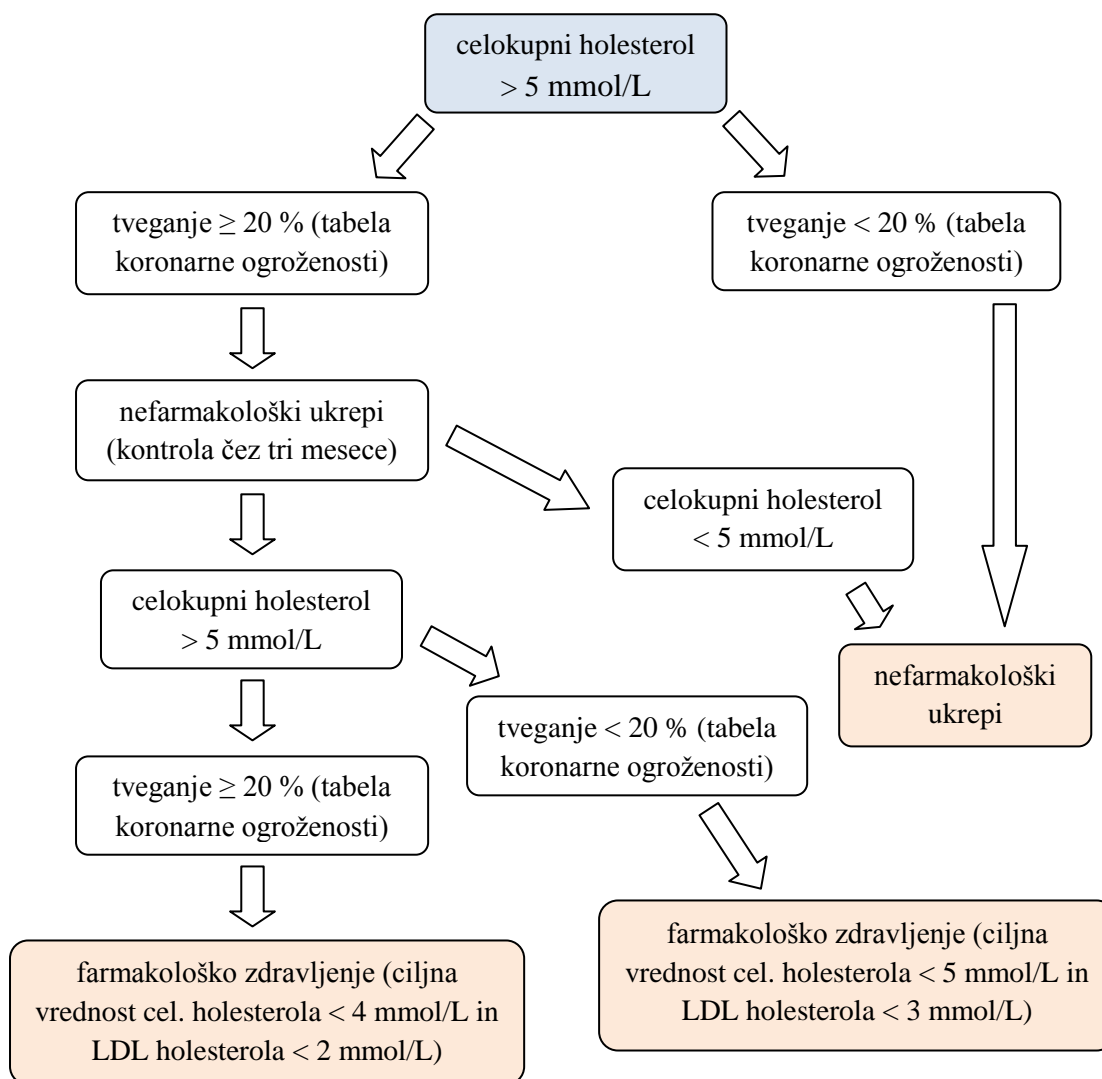 celokupni holesterol
> 5 mmol/L
tveganje ≥ 20 % (tabela
koronarne ogroženosti)
tveganje < 20 % (tabela
koronarne ogroženosti)
nefarmakološki ukrepi
(kontrola čez tri mesece)
celokupni holesterol
< 5 mmol/L
celokupni holesterol
> 5 mmol/L
nefarmakološki
ukrepi
tveganje < 20 % (tabela
koronarne ogroženosti)
tveganje ≥ 20 % (tabela
koronarne ogroženosti)
farmakološko zdravljenje (ciljna
vrednost cel. holesterola < 5 mmol/L in
LDL holesterola < 3 mmol/L)
farmakološko zdravljenje (ciljna
vrednost cel. holesterola < 4 mmol/L in
LDL holesterola < 2 mmol/L)